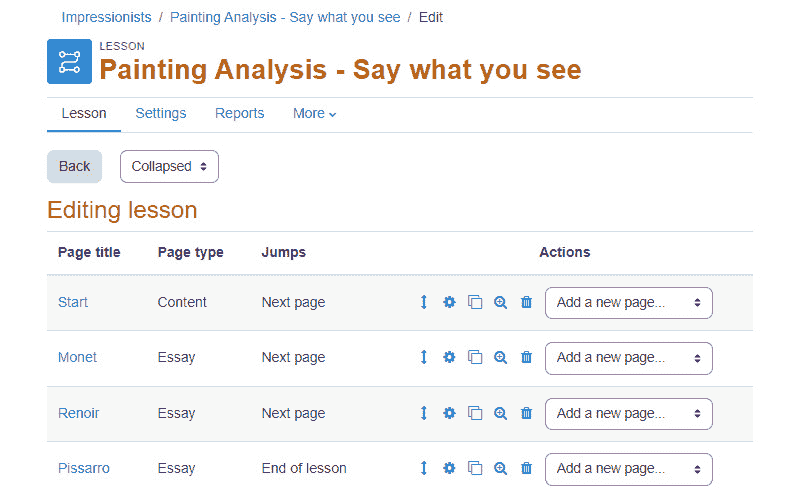 Impressionists / Painting Analysis - Say what you see / Edit
LESSON
Painting Analysis - Say what you see
Lesson Settings Reports More
Back Collapsed
Editing lesson
Page title Page type Jumps Actions
Start Content Next page Add a new page...
Monet Essay Next page Add a new page...
Renoir Essay Next page Add a new page...
Pissarro Essay End of lesson Add a new page...